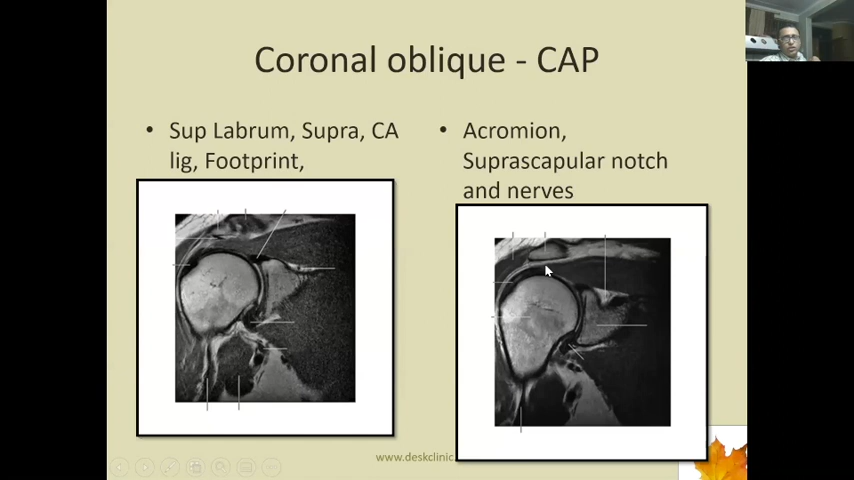 Coronal oblique - CAP
• Sup Labrum, Supra, CA
lig, Footprint,
• Acromion,
Suprascapular notch
and nerves
www.deskclinic.